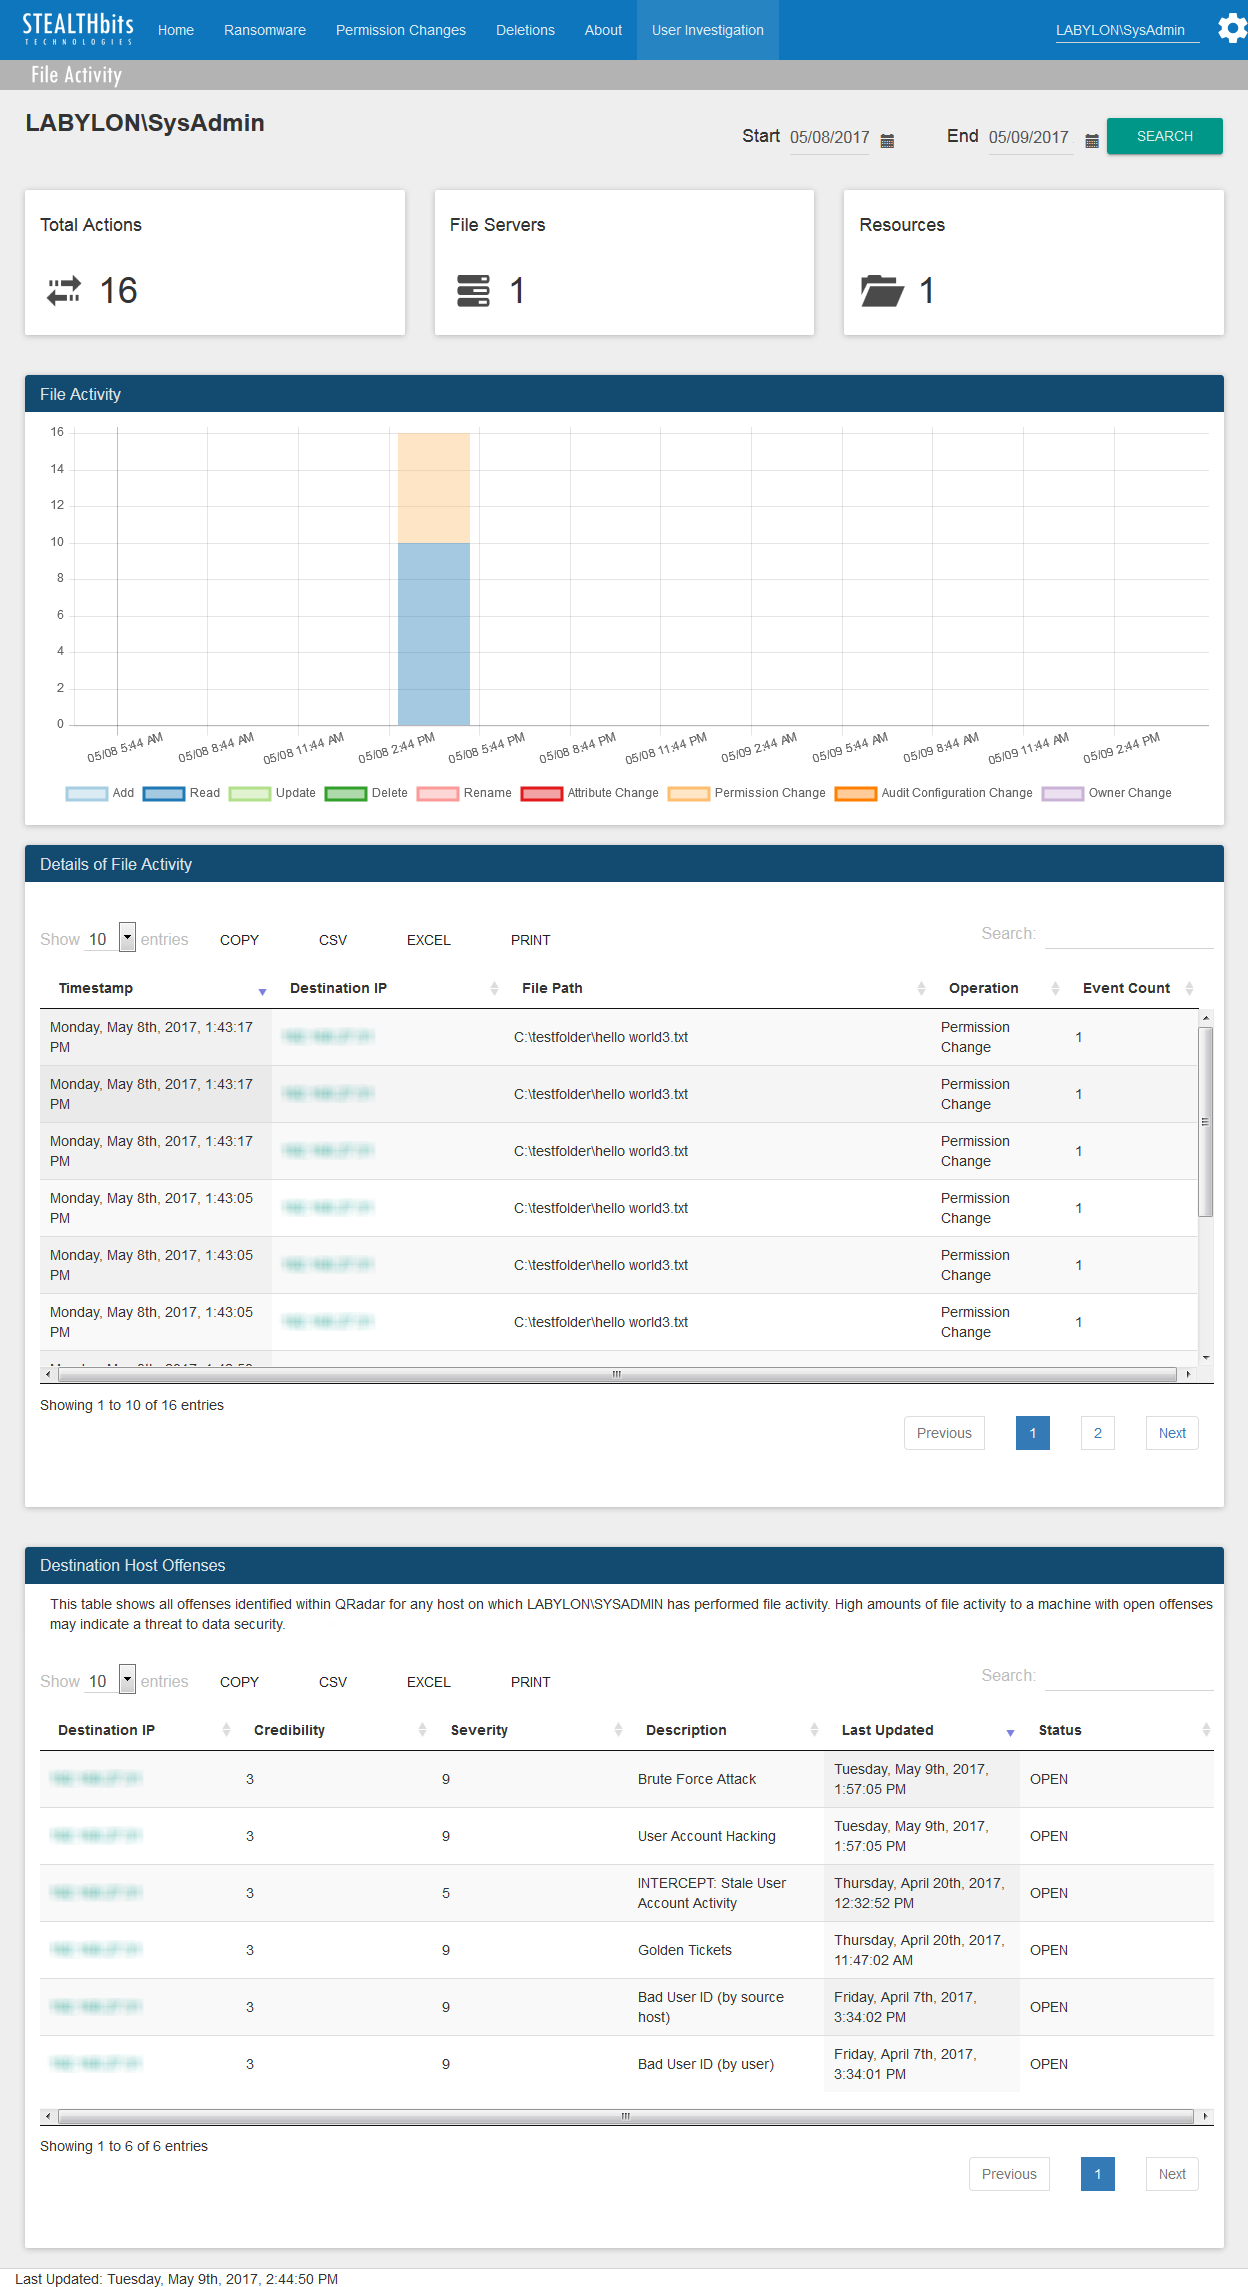 STEALTHbits
TECHNOLOGIES
Home Ransomware Permission Changes Deletions About User Investigation LABYLON\SysAdmin
File Activity
LABYLON\SysAdmin
Start 05/08/2017 End 05/09/2017 SEARCH
Total Actions File Servers Resources
16 1 1
File Activity
16
14
12
10
8
6
4
2
0
05/08 5:44 AM 05/08 8:44 AM 05/08 11:44 AM 05/08 2:44 PM 05/08 5:44 PM 05/08 8:44 PM 05/08 11:44 PM 05/09 2:44 AM 05/09 5:44 AM 05/09 8:44 AM 05/09 11:44 AM 05/09 2:44 PM
Add Read Update Delete Rename Attribute Change Permission Change Audit Configuration Change Owner Change
Details of File Activity
Show 10 entries COPY CSV EXCEL PRINT Search:
Timestamp Destination IP File Path Operation Event Count
Monday, May 8th, 2017, 1:43:17 PM C:\testfolder\hello world3.txt Permission Change 1
Monday, May 8th, 2017, 1:43:17 PM C:\testfolder\hello world3.txt Permission Change 1
Monday, May 8th, 2017, 1:43:17 PM C:\testfolder\hello world3.txt Permission Change 1
Monday, May 8th, 2017, 1:43:05 PM C:\testfolder\hello world3.txt Permission Change 1
Monday, May 8th, 2017, 1:43:05 PM C:\testfolder\hello world3.txt Permission Change 1
Monday, May 8th, 2017, 1:43:05 PM C:\testfolder\hello world3.txt Permission Change 1
Showing 1 to 10 of 16 entries
Previous 1 2 Next
Destination Host Offenses
This table shows all offenses identified within QRadar for any host on which LABYLON\SYSADMIN has performed file activity. High amounts of file activity to a machine with open offenses
may indicate a threat to data security.
Show 10 entries COPY CSV EXCEL PRINT Search:
Destination IP Credibility Severity Description Last Updated Status
3 9 Brute Force Attack Tuesday, May 9th, 2017, 1:57:05 PM OPEN
3 9 User Account Hacking Tuesday, May 9th, 2017, 1:57:05 PM OPEN
3 5 INTERCEPT: Stale User Account Activity Thursday, April 20th, 2017, 12:32:52 PM OPEN
3 9 Golden Tickets Thursday, April 20th, 2017, 11:47:02 AM OPEN
3 9 Bad User ID (by source host) Friday, April 7th, 2017, 3:34:02 PM OPEN
3 9 Bad User ID (by user) Friday, April 7th, 2017, 3:34:01 PM OPEN
Showing 1 to 6 of 6 entries
Previous 1 Next
Last Updated: Tuesday, May 9th, 2017, 2:44:50 PM